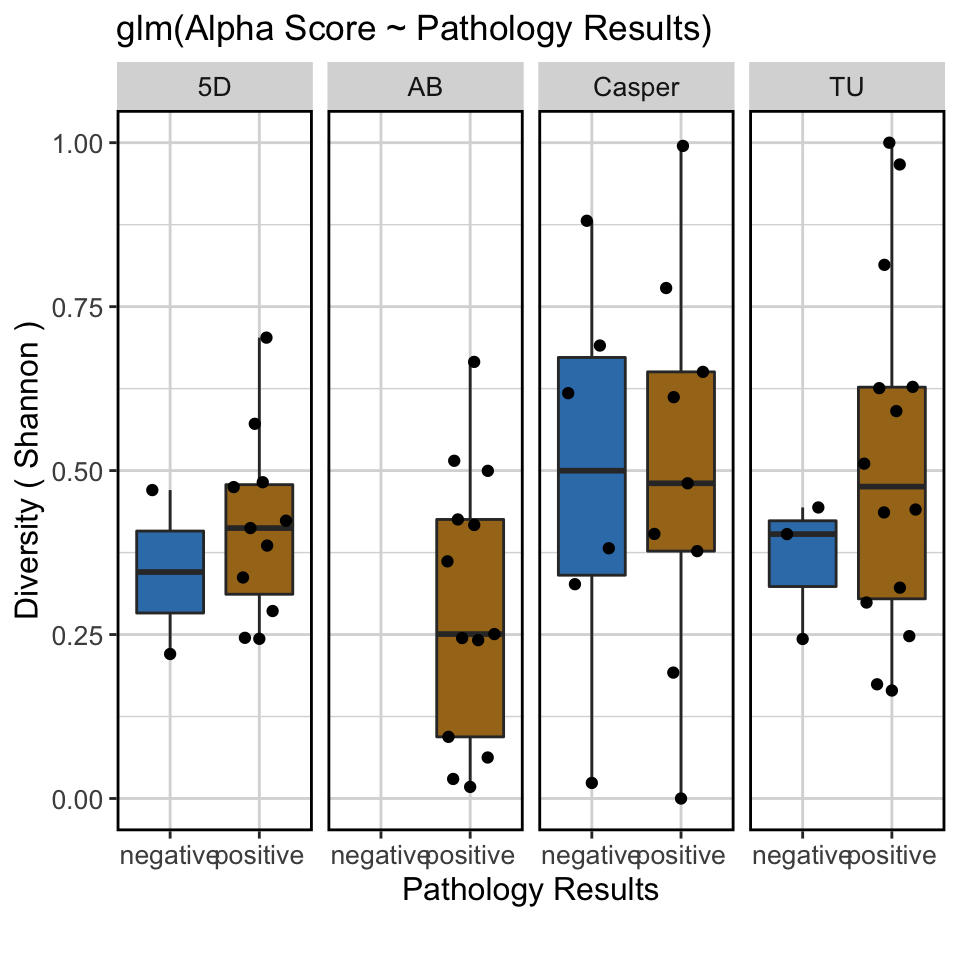 glm(Alpha Score ~ Pathology Results)
5D AB Casper TU
1.00
0.75
0.50
0.25
0.00
Diversity ( Shannon )
negative positive negative positive negative positive negative positive
Pathology Results